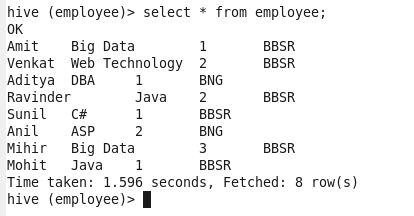 hive (employee)> select * from employee;
OK
Amit	Big Data	1	BBSR
Venkat	Web Technology	2	BBSR
Aditya	DBA	1	BNG
Ravinder	Java	2	BBSR
Sunil	C#	1	BBSR
Anil	ASP	2	BNG
Mihir	Big Data	3	BBSR
Mohit	Java	1	BBSR
Time taken: 1.596 seconds, Fetched: 8 row(s)
hive (employee)>